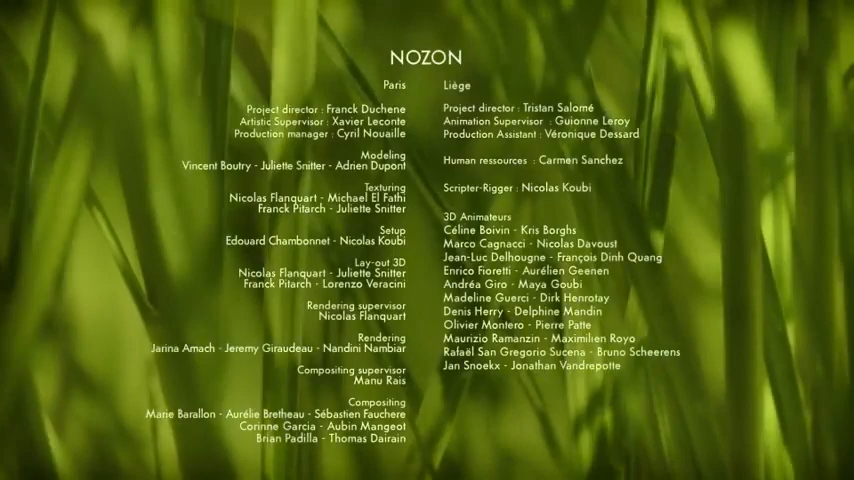 NOZON
Paris
Project director : Franck Duchene
Artistic Supervisor : Xavier Leconte
Production manager : Cyril Nouaille
Modeling
Vincent Boutry - Juliette Snitter - Adrien Dupont
Texturing
Nicolas Flanquart - Michael El Fathi
Franck Pitarch - Juliette Snitter
Setup
Edouard Chambonnet - Nicolas Koubi
Lay-out 3D
Nicolas Flanquart - Juliette Snitter
Franck Pitarch - Lorenzo Veracini
Rendering supervisor
Nicolas Flanquart
Rendering
Jarina Amach - Jeremy Giraudeau - Nandini Nambiar
Compositing supervisor
Manu Rais
Compositing
Marie Barallon - Aurélie Bretheau - Sébastien Fauchere
Corinne Garcia - Aubin Mangeot
Brian Padilla - Thomas Dairain
Liège
Project director : Tristan Salomé
Animation Supervisor : Guionne Leroy
Production Assistant : Véronique Dessard
Human ressources : Carmen Sanchez
Scripter-Rigger : Nicolas Koubi
3D Animateurs
Céline Boivin - Kris Borghs
Marco Cagnacci - Nicolas Davoust
Jean-Luc Delhougne - François Dinh Quang
Enrico Fioretti - Aurélien Geenen
Andréa Giro - Maya Goubi
Madeline Guerci - Dirk Henrotay
Denis Herry - Delphine Mandin
Olivier Montero - Pierre Patte
Maurizio Ramanzin - Maximilien Royo
Rafaël San Gregorio Sucena - Bruno Scheerens
Jan Snoekx - Jonathan Vandrepotte